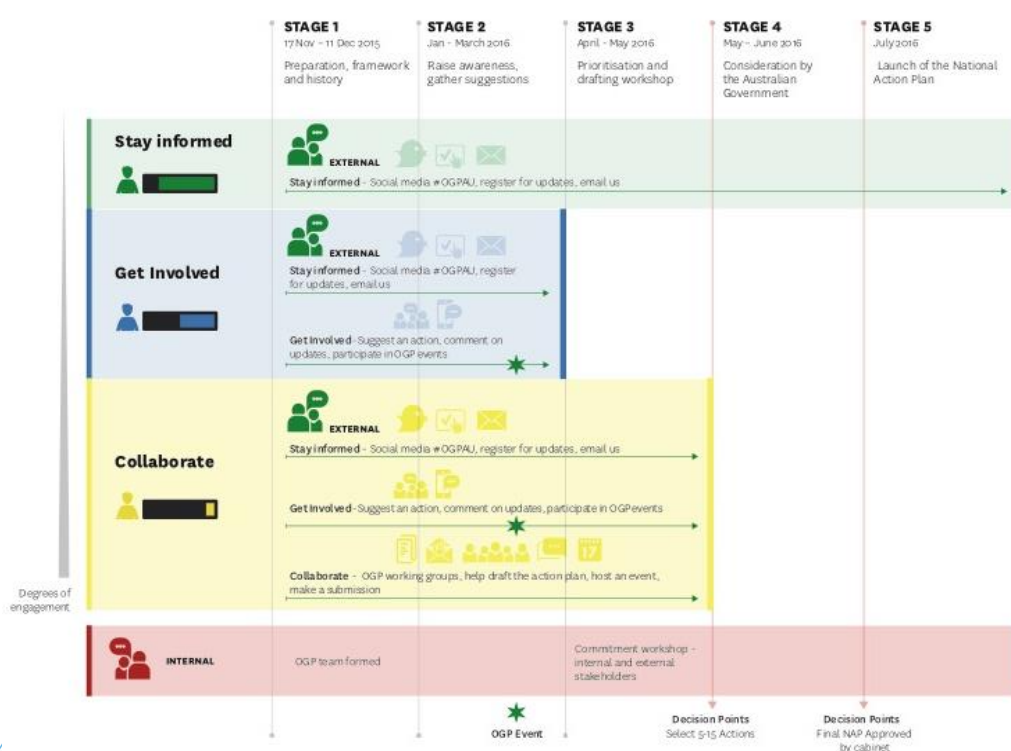 STAGE 1
17 Nov - 11 Dec 2015
Preparation, framework
and history
STAGE 2
Jan - March 2016
Raise awareness,
gather suggestions
STAGE 3
April - May 2016
Prioritisation and
drafting workshop
STAGE 4
May - June 2016
Consideration by
the Australian
Government
STAGE 5
July 2016
Launch of the National
Action Plan
Stay informed
EXTERNAL
Stay informed - Social media #OGPAU, register for updates, email us
Get Involved
EXTERNAL
Stay informed - Social media #OGPAU, register
for updates, email us
Get Involved - Suggest an action, comment on
updates, participate in OGP events
Collaborate
EXTERNAL
Stay informed - Social media #OGPAU, register for updates, email us
Get Involved - Suggest an action, comment on updates, participate in OGP events
17
Collaborate - OGP working groups, help draft the action plan, host an event,
make a submission
Degrees of
engagement
INTERNAL
OGP team formed
Commitment workshop -
internal and external
stakeholders
OGP Event
Decision Points
Select 5-15 Actions
Decision Points
Final NAP Approved
by cabinet